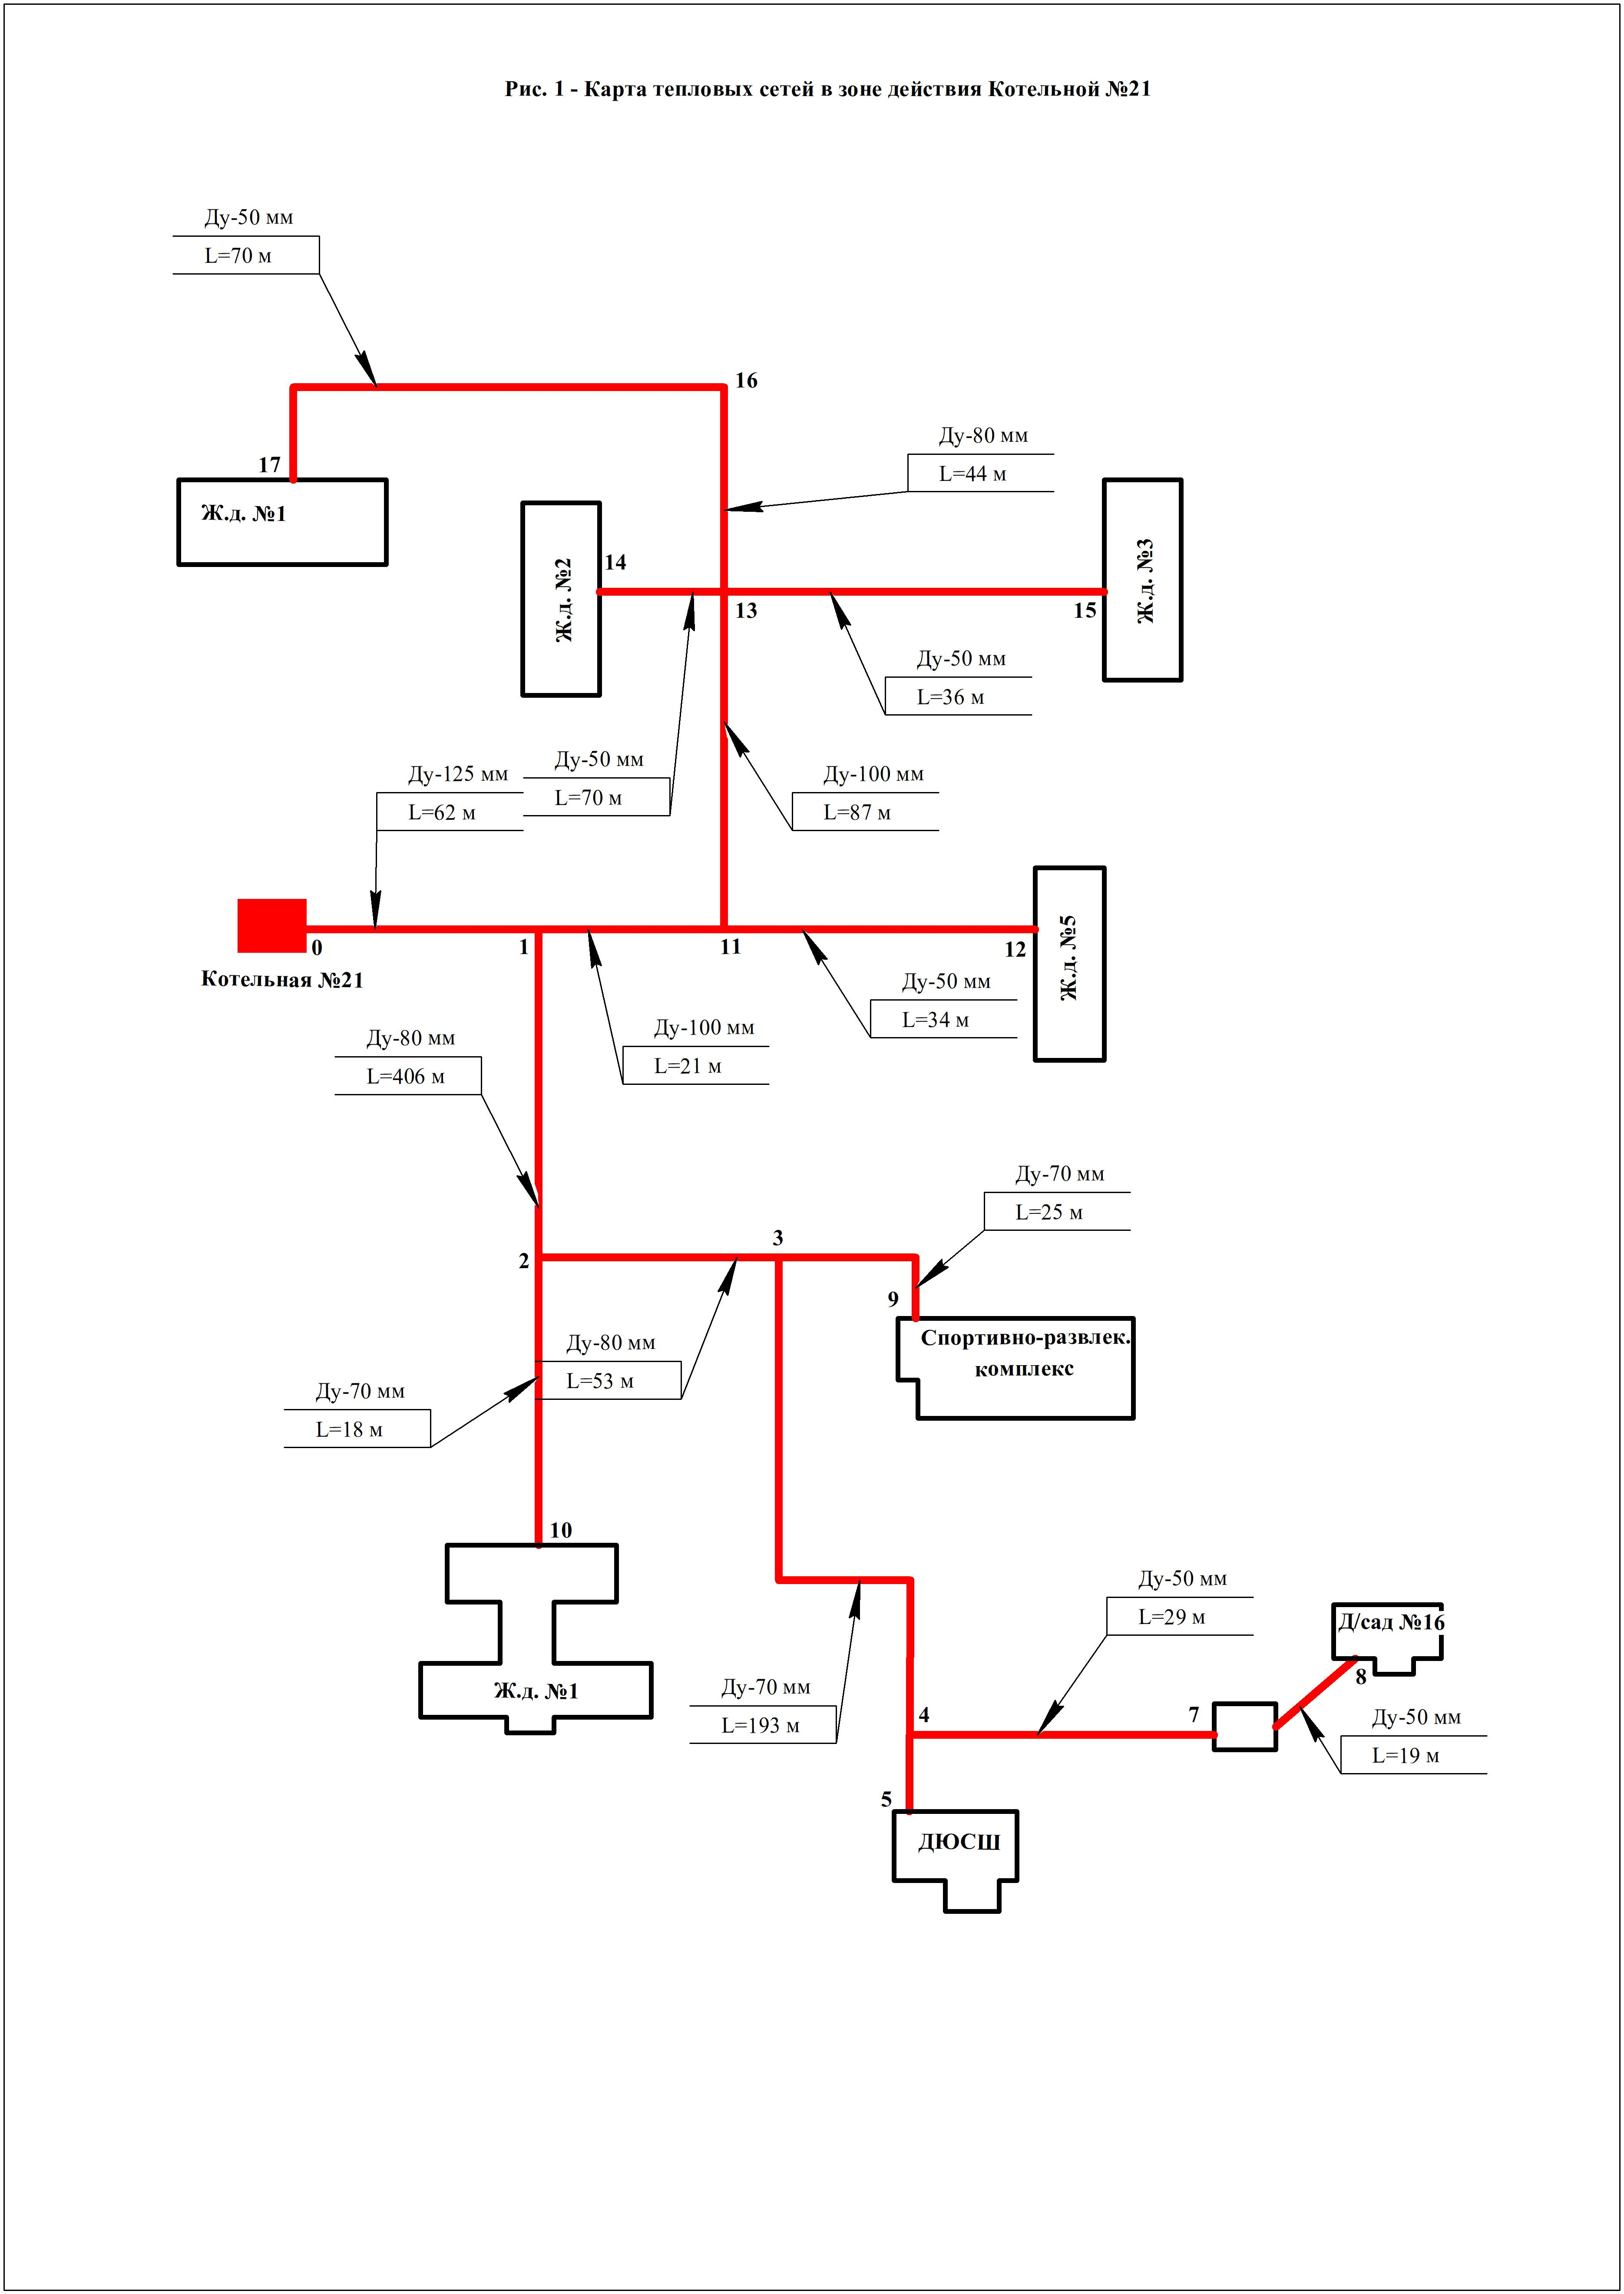 Рис. 1 - Карта тепловых сетей в зоне действия Котельной №21
Ду-50 мм
L=70 м
16
Ду-80 мм
L=44 м
17
Ж.д. №1
14
Ж.д. №2
Ж.д. №3
13
15
Ду-50 мм
L=36 м
Ду-125 мм
L=62 м
Ду-50 мм
L=70 м
Ду-100 мм
L=87 м
0
1
11
12
Ж.д. №5
Котельная №21
Ду-50 мм
L=34 м
Ду-100 мм
L=21 м
Ду-80 мм
L=406 м
Ду-70 мм
L=25 м
3
2
9
Спортивно-развлек.
комплекс
Ду-80 мм
L=53 м
Ду-70 мм
L=18 м
10
Ж.д. №1
Ду-50 мм
L=29 м
Д/сад №16
8
Ду-70 мм
L=193 м
4
7
Ду-50 мм
L=19 м
5
ДЮСШ